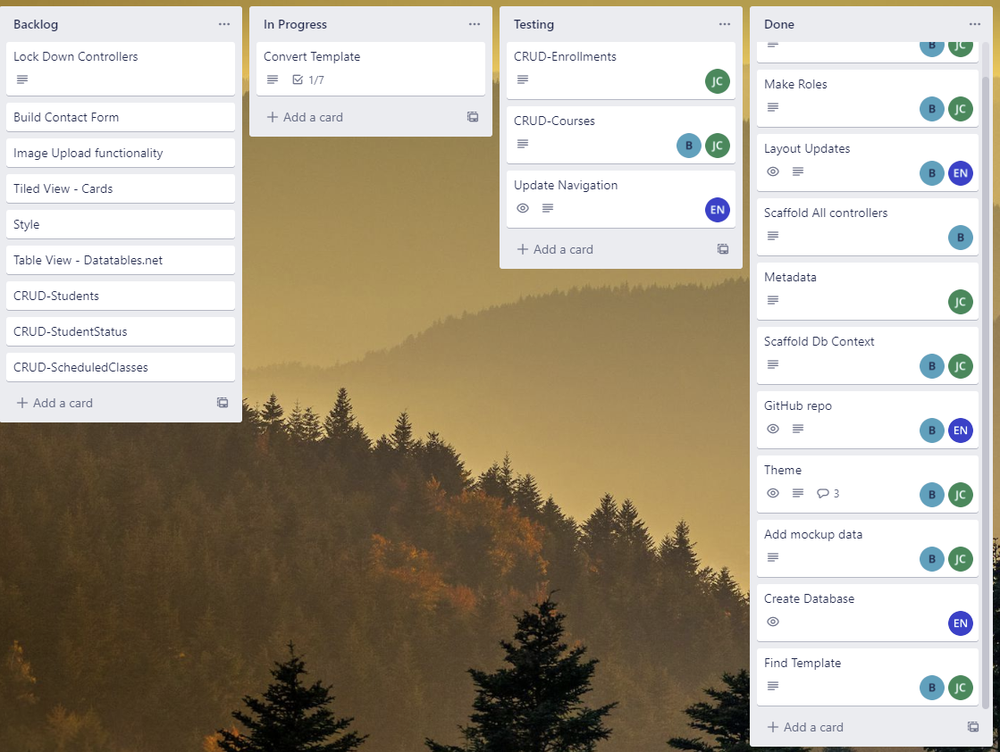 Backlog
Lock Down Controllers
Build Contact Form
Image Upload functionality
Tiled View - Cards
Style
Table View - Datatables.net
CRUD-Students
CRUD-StudentStatus
CRUD-ScheduledClasses
Add a card
In Progress
Convert Template
1/7
Add a card
Testing
CRUD-Enrollments
JC
CRUD-Courses
B JC
Update Navigation
EN
Add a card
Done
B JC
Make Roles
B JC
Layout Updates
B EN
Scaffold All controllers
B
Metadata
JC
Scaffold Db Context
B JC
GitHub repo
B EN
Theme
3 B JC
Add mockup data
B JC
Create Database
EN
Find Template
B JC
Add a card